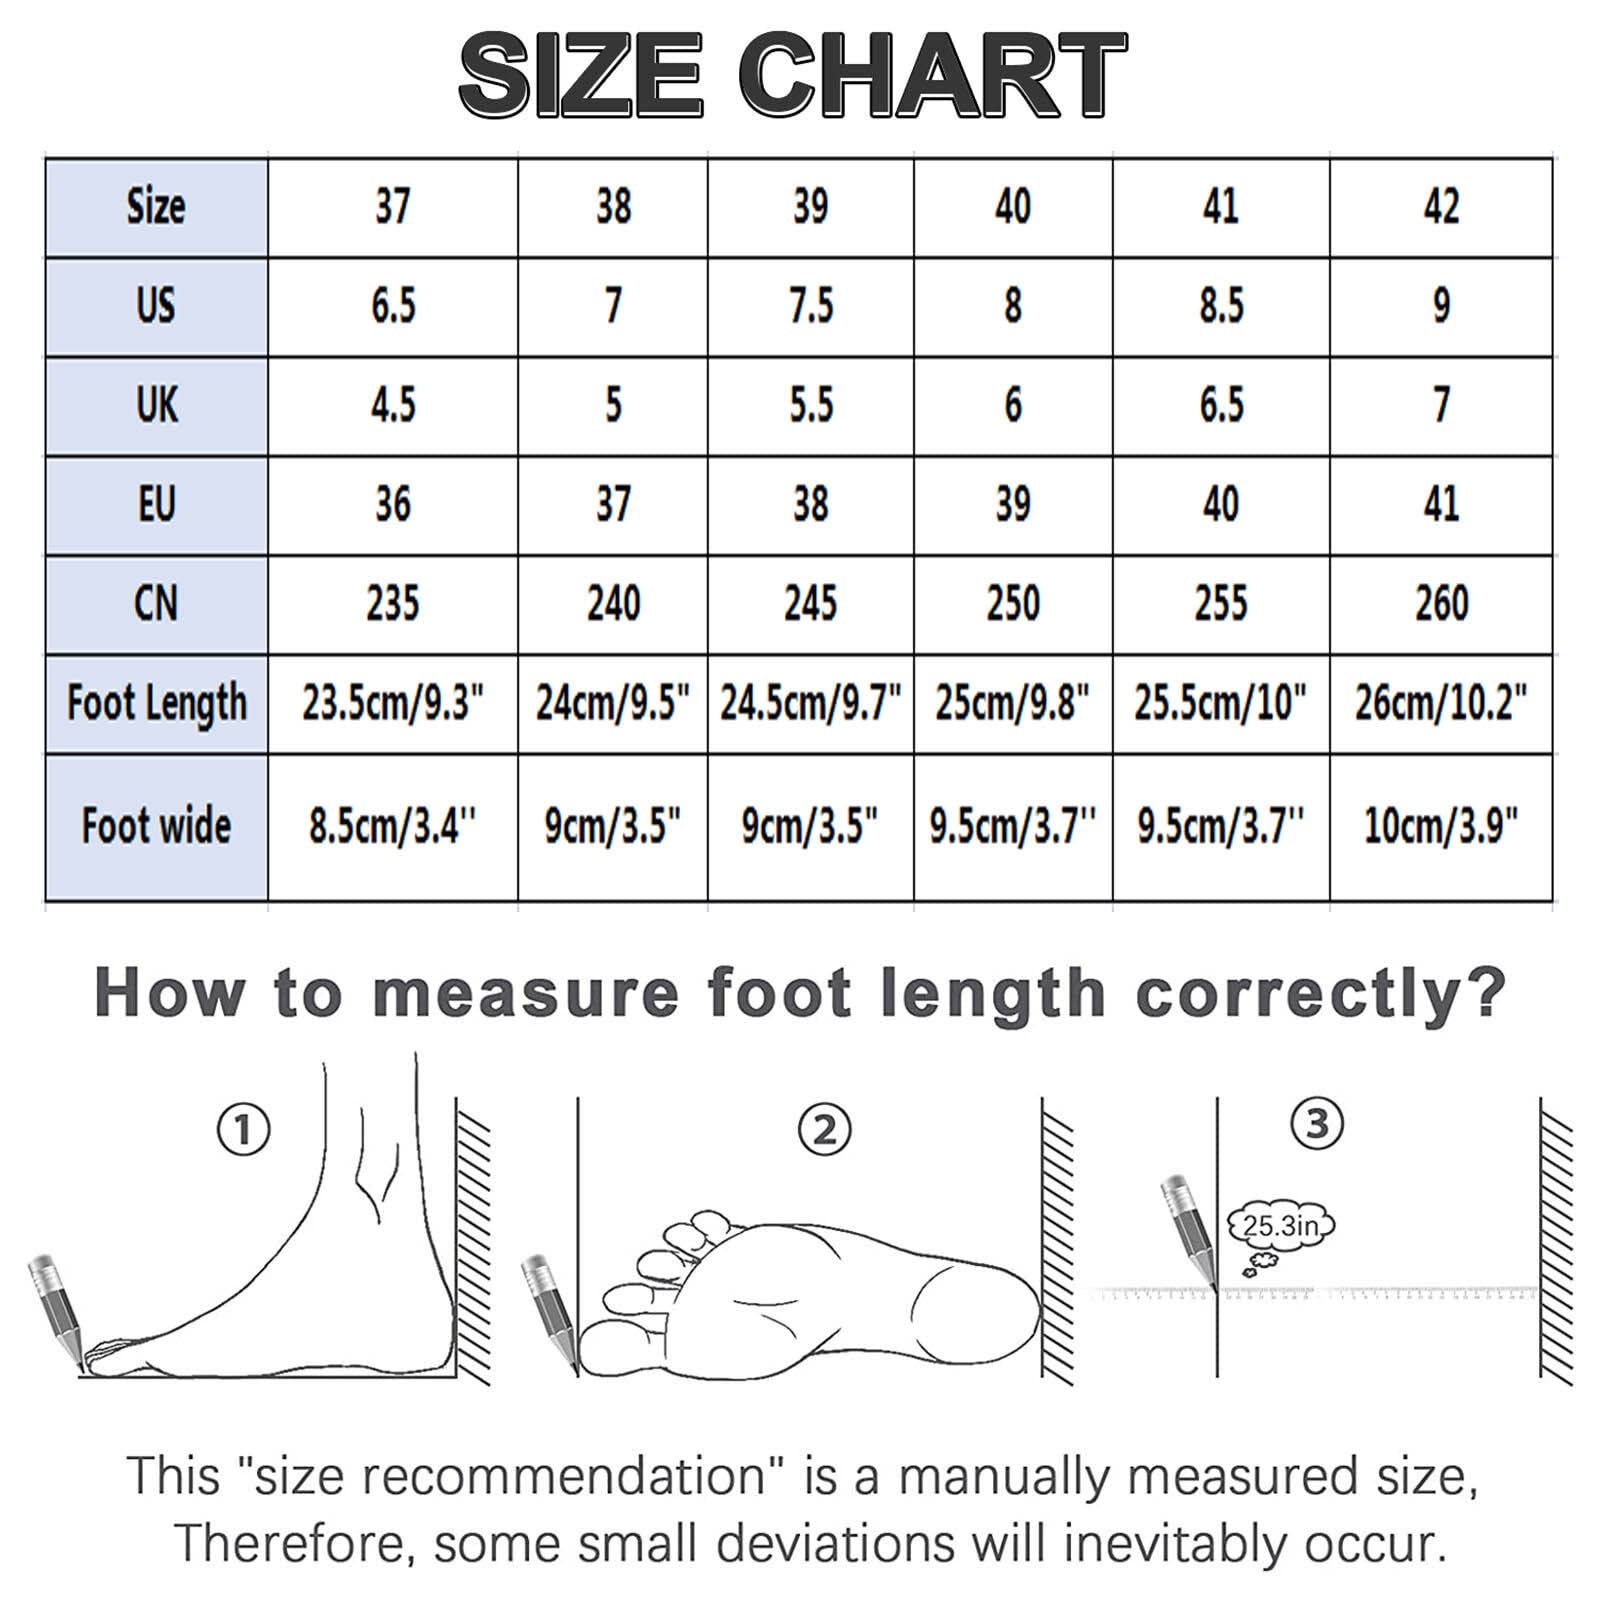 SIZE CHART
Size 37 38 39 40 41 42
US 6.5 7 7.5 8 8.5 9
UK 4.5 5 5.5 6 6.5 7
EU 36 37 38 39 40 41
CN 235 240 245 250 255 260
Foot Length 23.5cm/9.3" 24cm/9.5" 24.5cm/9.7" 25cm/9.8" 25.5cm/10" 26cm/10.2"
Foot wide 8.5cm/3.4'' 9cm/3.5" 9cm/3.5" 9.5cm/3.7'' 9.5cm/3.7'' 10cm/3.9"
How to measure foot length correctly?
1
2
3
25.3in
This "size recommendation" is a manually measured size,
Therefore, some small deviations will inevitably occur.